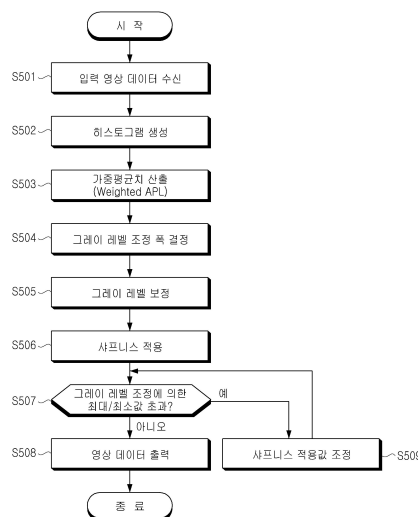 시 작
S501
입력 영상 데이터 수신
S502
히스토그램 생성
S503
가중평균치 산출
(Weighted APL)
S504
그레이 레벨 조정 폭 결정
S505
그레이 레벨 보정
S506
샤프니스 적용
S507
그레이 레벨 조정에 의한
최대/최소값 초과?
예
아니오
S508
영상 데이터 출력
샤프니스 적용값 조정
S509
종 료